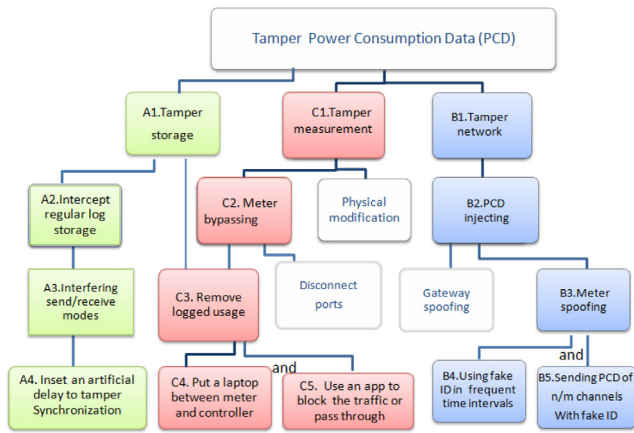 Tamper Power Consumption Data (PCD)
A1.Tamper
storage
C1.Tamper
measurement
B1.Tamper
network
A2.Intercept
regular log
storage
C2. Meter
bypassing
Physical
modification
B2.PCD
injecting
A3.Interfering
send/receive
modes
C3. Remove
logged usage
Disconnect
ports
Gateway
spoofing
B3.Meter
spoofing
and
and
A4. Inset an artificial
delay to tamper
Synchronization
C4. Put a laptop
between meter
and controller
C5. Use an app to
block the traffic or
pass through
B4.Using fake
ID in frequent
time intervals
B5.Sending PCD of
n/m channels
With fake ID